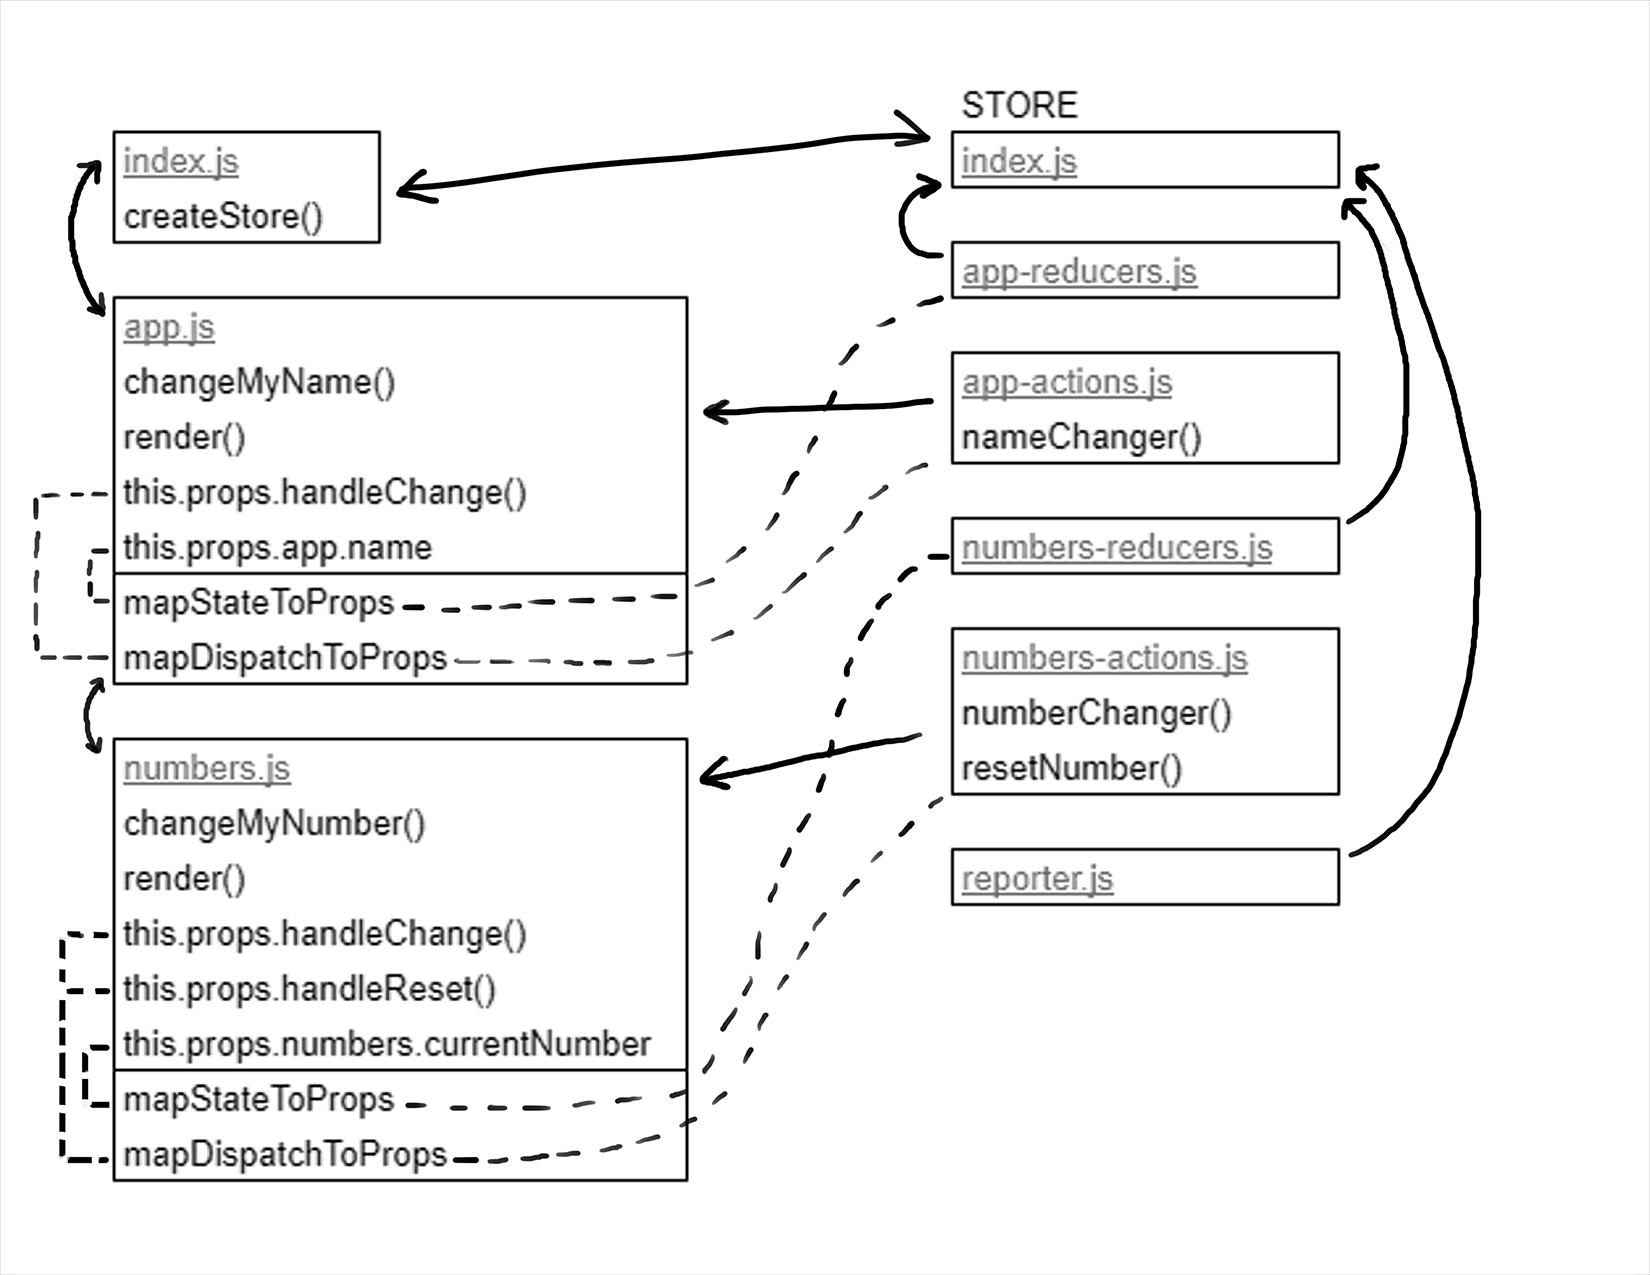 index.js
createStore()
app.js
changeMyName()
render()
this.props.handleChange()
this.props.app.name
mapStateToProps
mapDispatchToProps
numbers.js
changeMyNumber()
render()
this.props.handleChange()
this.props.handleReset()
this.props.numbers.currentNumber
mapStateToProps
mapDispatchToProps
STORE
index.js
app-reducers.js
app-actions.js
nameChanger()
numbers-reducers.js
numbers-actions.js
numberChanger()
resetNumber()
reporter.js